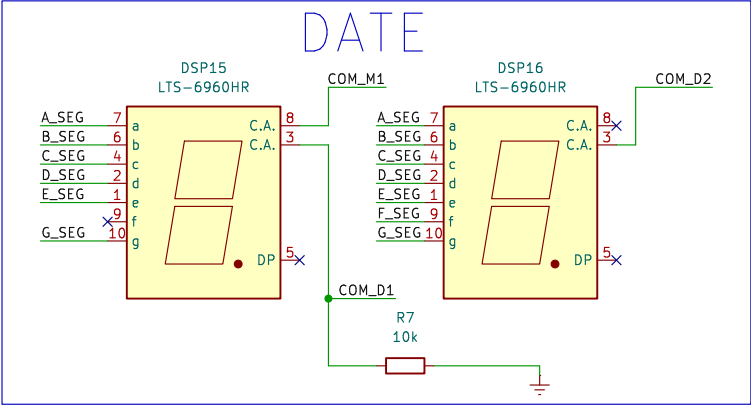 DATE
DSP15
LTS-6960HR
COM_M1
A_SEG 7 a
B_SEG 6 b
C_SEG 4 c
D_SEG 2 d
E_SEG 1 e
9 f
G_SEG 10 g
C.A. 8
C.A. 3
DP 5
COM_D1
DSP16
LTS-6960HR
COM_D2
A_SEG 7 a
B_SEG 6 b
C_SEG 4 c
D_SEG 2 d
E_SEG 1 e
F_SEG 9 f
G_SEG 10 g
C.A. 8
C.A. 3
DP 5
R7
10k